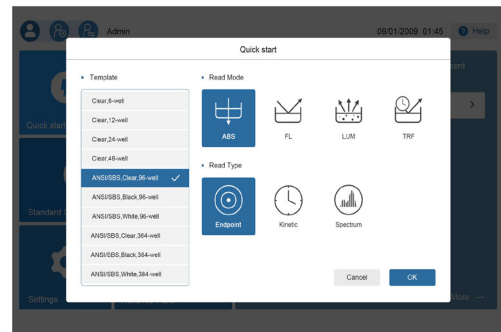 Admin
09/01/2009 01:45
Help
Quick start
Template
Read Mode
Clear,6-well
Clear,12-well
Clear,24-well
Clear,48-well
ANSI/SBS,Clear,96-well
ANSI/SBS,Black,96-well
ANSI/SBS,White,96-well
ANSI/SBS,Clear,384-well
ANSI/SBS,Black,384-well
ANSI/SBS,White,384-well
ABS
FL
LUM
TRF
Read Type
Endpoint
Kinetic
Spectrum
Cancel
OK
Quick start
Standard
Settings
More